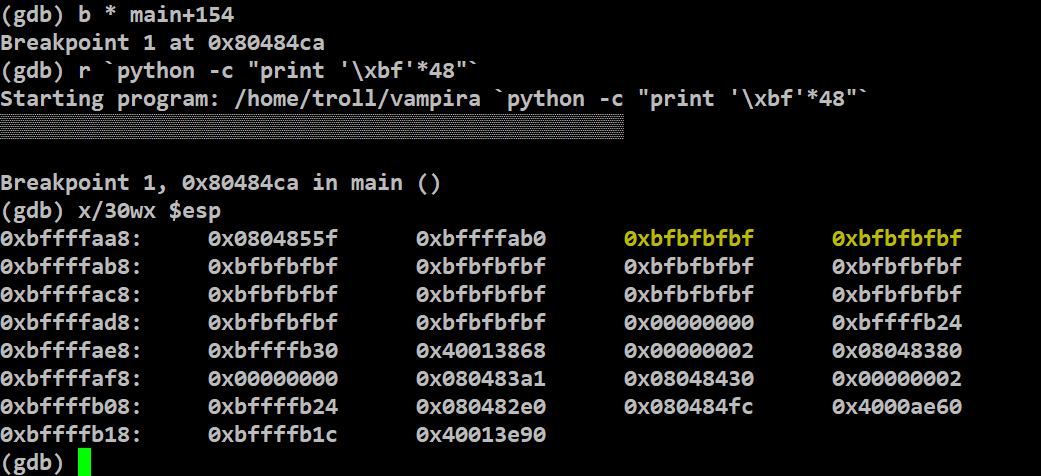 (gdb) b * main+154
Breakpoint 1 at 0x80484ca
(gdb) r `python -c "print '\xbf'*48"`
Starting program: /home/troll/vampira `python -c "print '\xbf'*48"`
Breakpoint 1, 0x80484ca in main ()
(gdb) x/30wx $esp
0xbffffaa8: 0x0804855f 0xbffffab0 0xbfbfbfbf 0xbfbfbfbf
0xbffffab8: 0xbfbfbfbf 0xbfbfbfbf 0xbfbfbfbf 0xbfbfbfbf
0xbffffac8: 0xbfbfbfbf 0xbfbfbfbf 0xbfbfbfbf 0xbfbfbfbf
0xbffffad8: 0xbfbfbfbf 0xbfbfbfbf 0x00000000 0xbffffb24
0xbffffae8: 0xbffffb30 0x40013868 0x00000002 0x08048380
0xbffffaf8: 0x00000000 0x080483a1 0x08048430 0x00000002
0xbffffb08: 0xbffffb24 0x080482e0 0x080484fc 0x4000ae60
0xbffffb18: 0xbffffb1c 0x40013e90
(gdb)